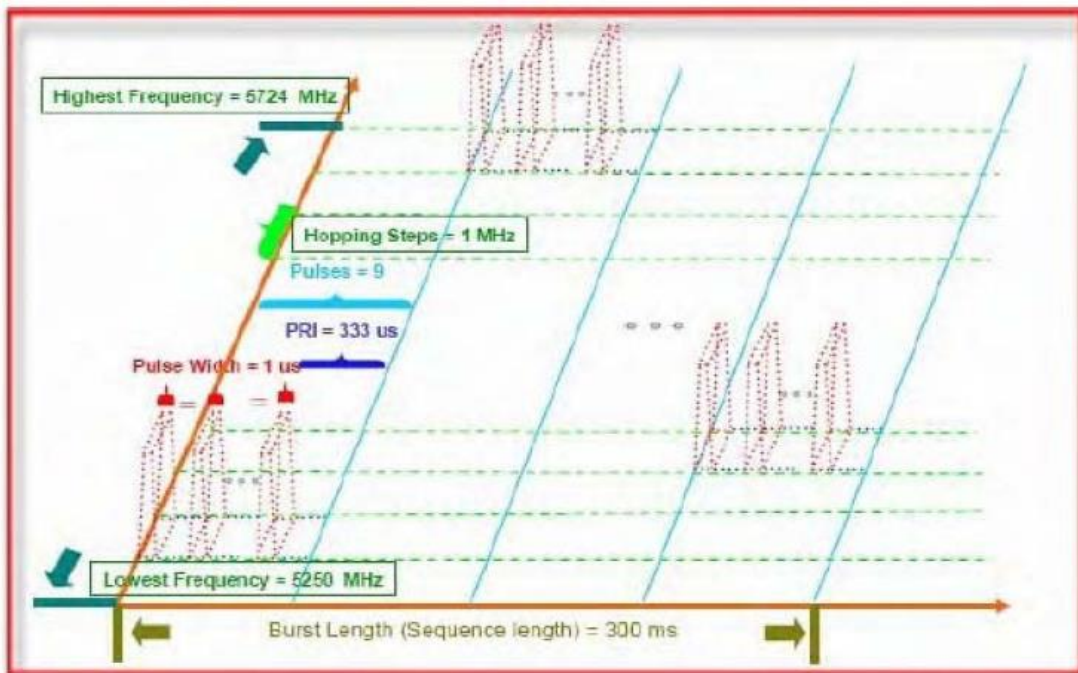 Highest Frequency = 5724 MHz
Hopping Steps = 1 MHz
Pulses = 9
PRI = 333 us
Pulse Width = 1 us
Lowest Frequency = 5250 MHz
Burst Length (Sequence length) = 300 ms